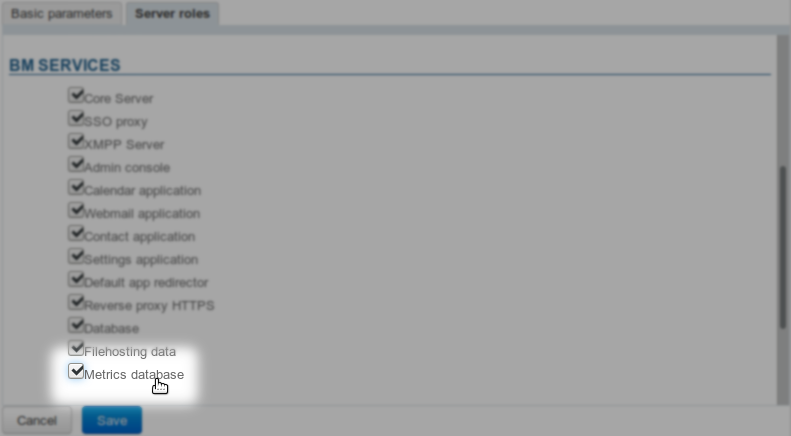 Basic parameters
Server roles
BM SERVICES
Core Server
SSO proxy
XMPP Server
Admin console
Calendar application
Webmail application
Contact application
Settings application
Default app redirector
Reverse proxy HTTPS
Database
Filehosting data
Metrics database
Cancel
Save